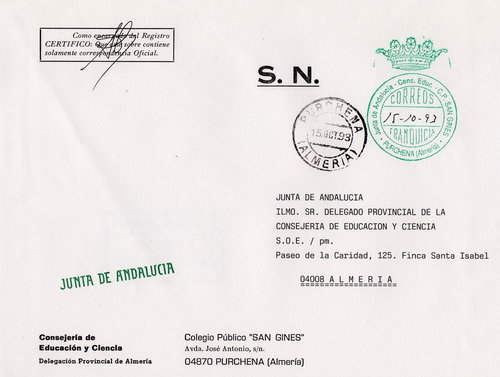 Como encargado del Registro
CERTIFICO: Que este sobre contiene
solamente correspondencia Oficial.
S. N.
PURCHENA
15 OCT. 93
(ALMERIA)
Junta de Andalucía - Cons. Educ. - C.P. SAN GINES
CORREOS
15-10-93
FRANQUICIA
PURCHENA (Almería)
JUNTA DE ANDALUCIA
ILMO. SR. DELEGADO PROVINCIAL DE LA
CONSEJERIA DE EDUCACION Y CIENCIA
S.O.E. / pm.
Paseo de la Caridad, 125. Finca Santa Isabel
04008 A L M E R I A
JUNTA DE ANDALUCIA
Consejería de
Educación y Ciencia
Delegación Provincial de Almería
Colegio Público "SAN GINES"
Avda. José Antonio, s/n.
04870 PURCHENA (Almería)